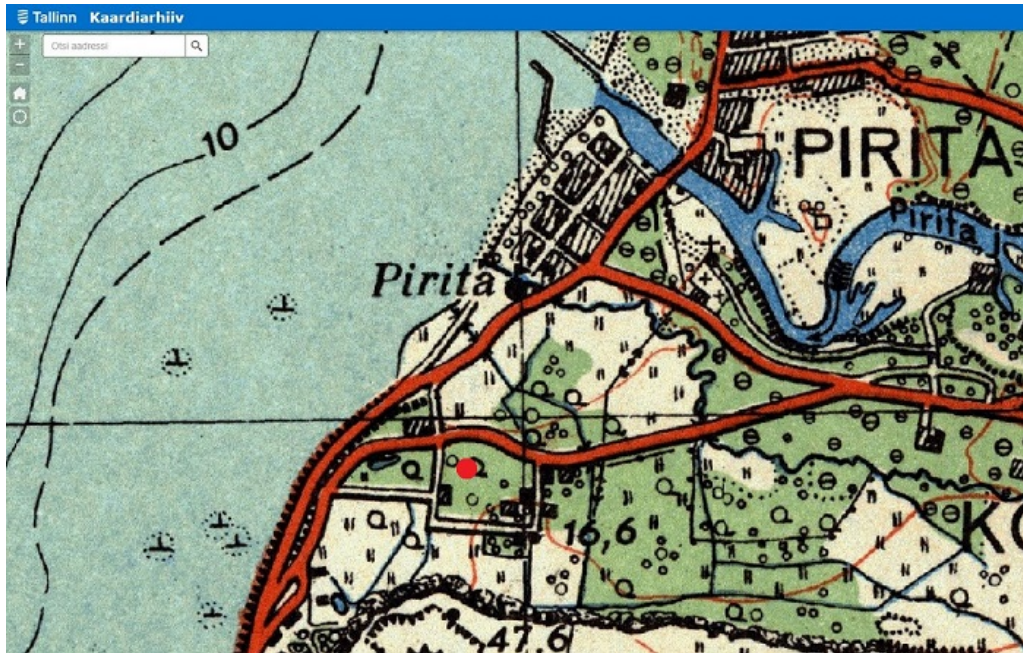 Tallinn Kaardiarhiiv
+
Otsi aadressi
-
10
PIRITA
Pirita
Pirita
16,6
KO
47,6